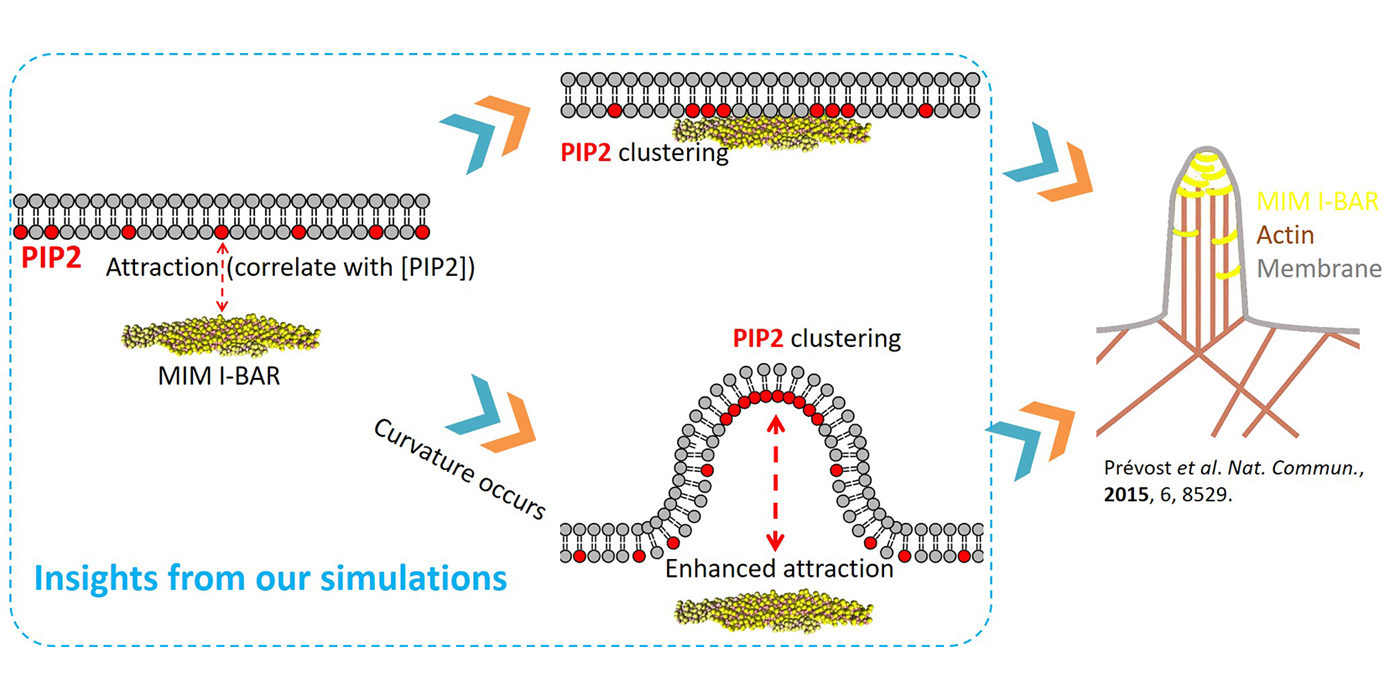 PIP2 clustering
PIP2
Attraction (correlate with [PIP2])
MIM I-BAR
Curvature occurs
PIP2 clustering
Enhanced attraction
Insights from our simulations
MIM I-BAR
Actin
Membrane
Prévost et al. Nat. Commun.,
2015, 6, 8529.